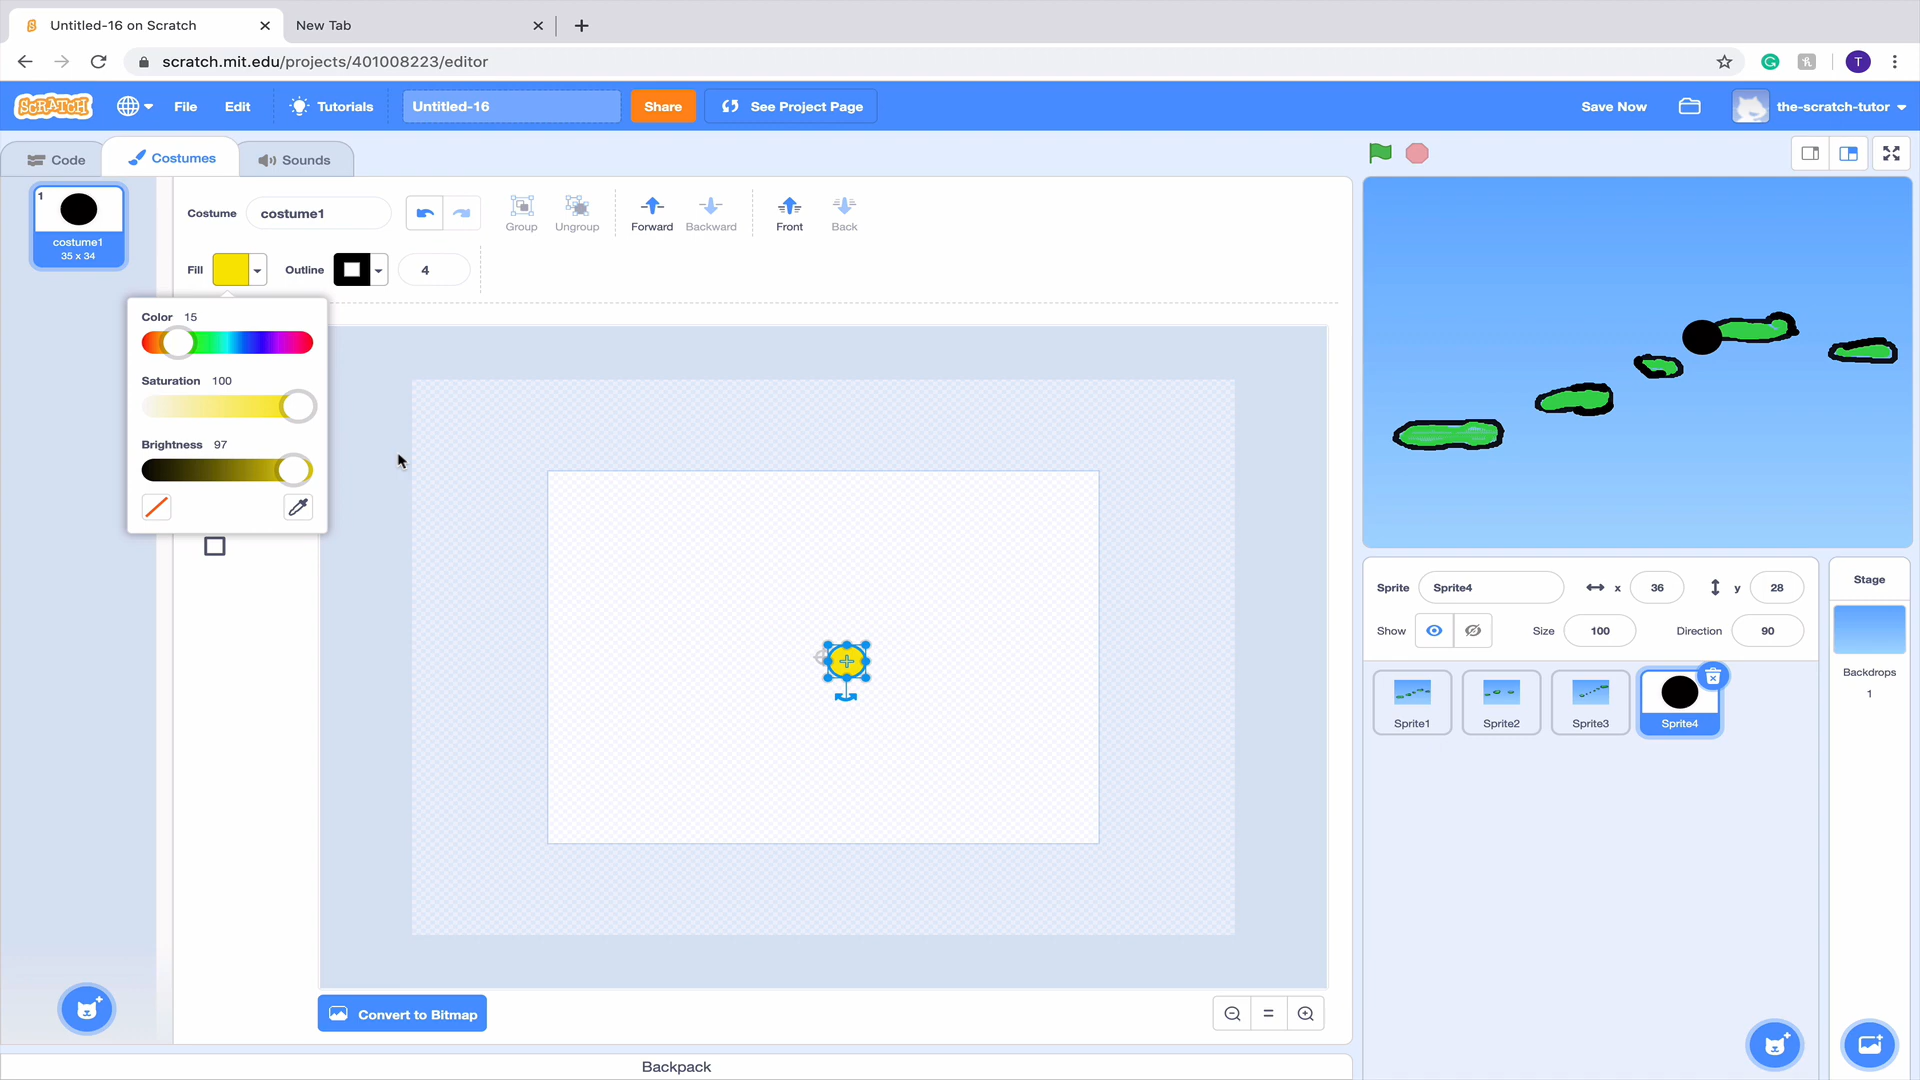 Untitled-16 on Scratch
New Tab
scratch.mit.edu/projects/401008223/editor
T
SCRATCH
File
Edit
Tutorials
Untitled-16
Share
See Project Page
Save Now
the-scratch-tutor
Code
Costumes
Sounds
1
costume1
35 x 34
Costume
costume1
Group
Ungroup
Forward
Backward
Front
Back
Fill
Outline
4
Color 15
Saturation 100
Brightness 97
Convert to Bitmap
Backpack
Sprite
Sprite4
x
36
y
28
Show
Size
100
Direction
90
Sprite1
Sprite2
Sprite3
Sprite4
Stage
Backdrops
1